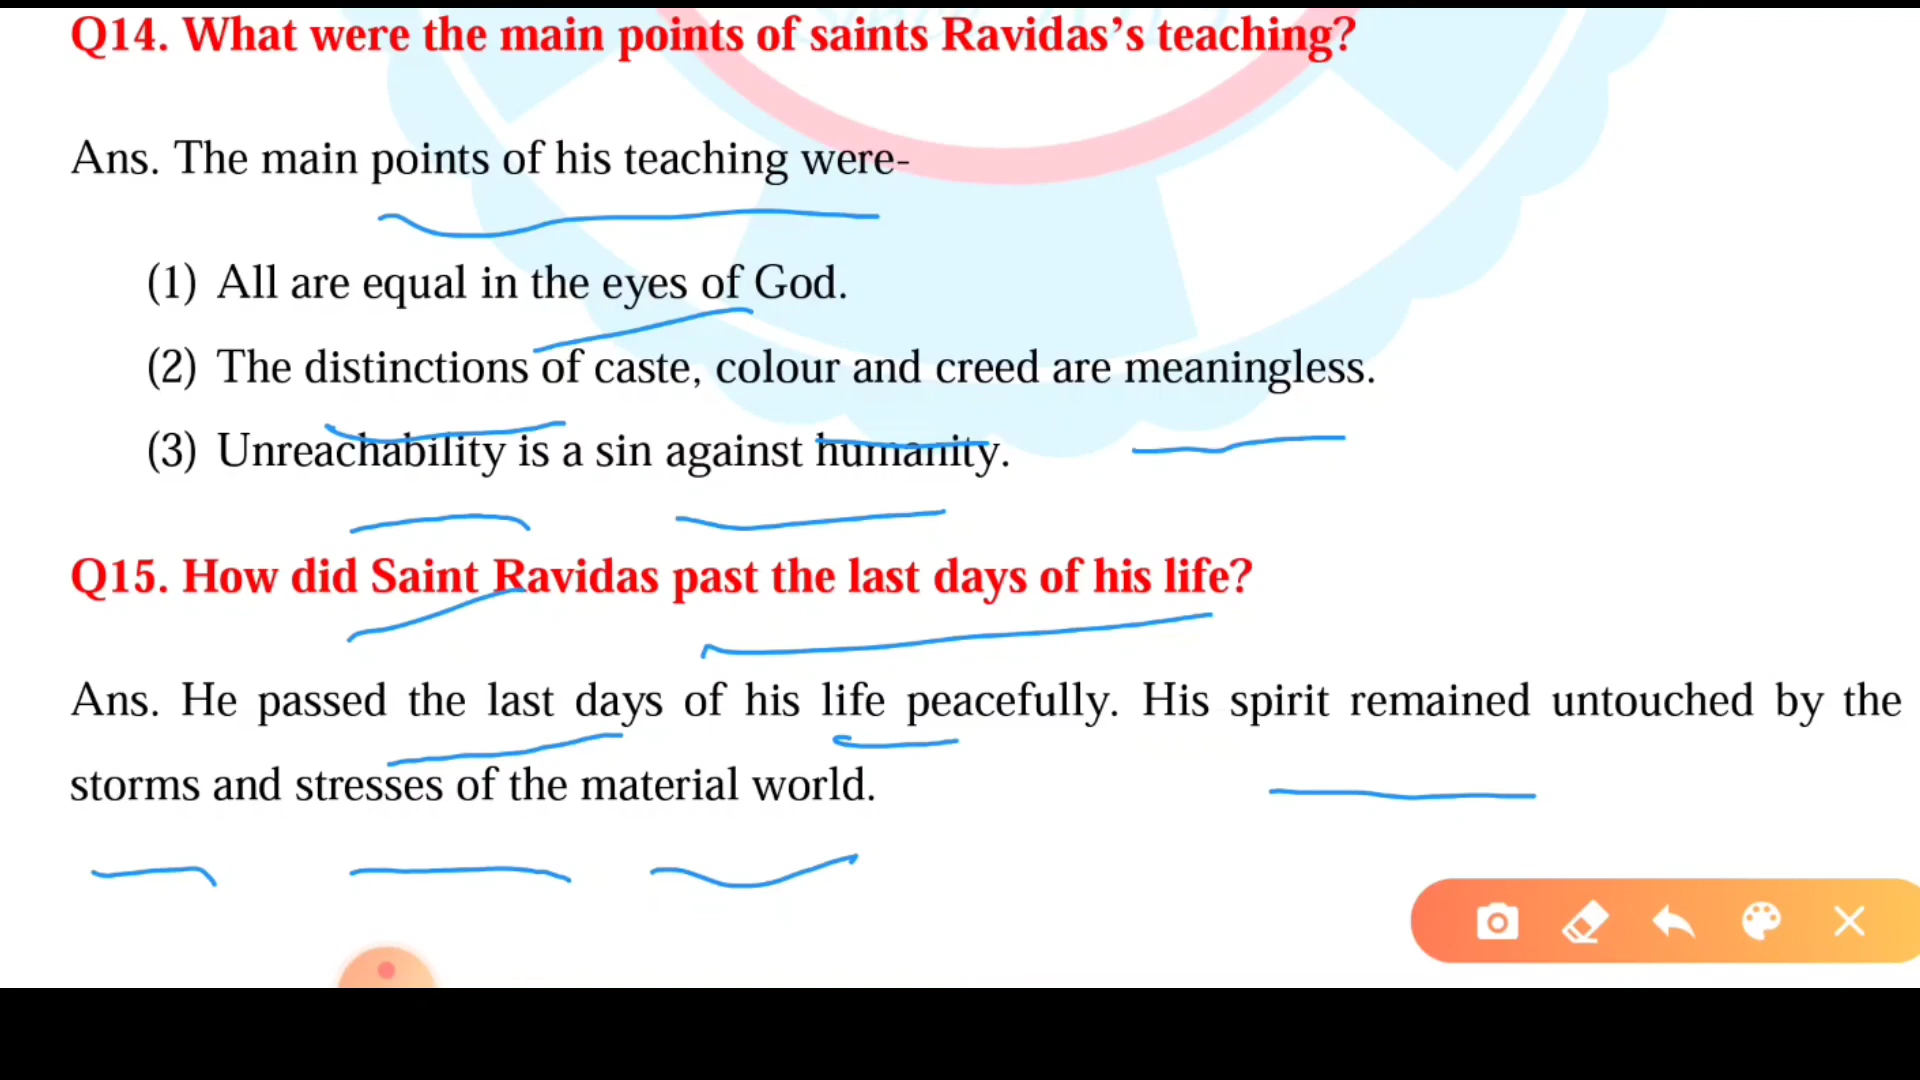 Q14. What were the main points of saints Ravidas’s teaching?
Ans. The main points of his teaching were-
(1) All are equal in the eyes of God.
(2) The distinctions of caste, colour and creed are meaningless.
(3) Unreachability is a sin against humanity.
Q15. How did Saint Ravidas past the last days of his life?
Ans. He passed the last days of his life peacefully. His spirit remained untouched by the
storms and stresses of the material world.